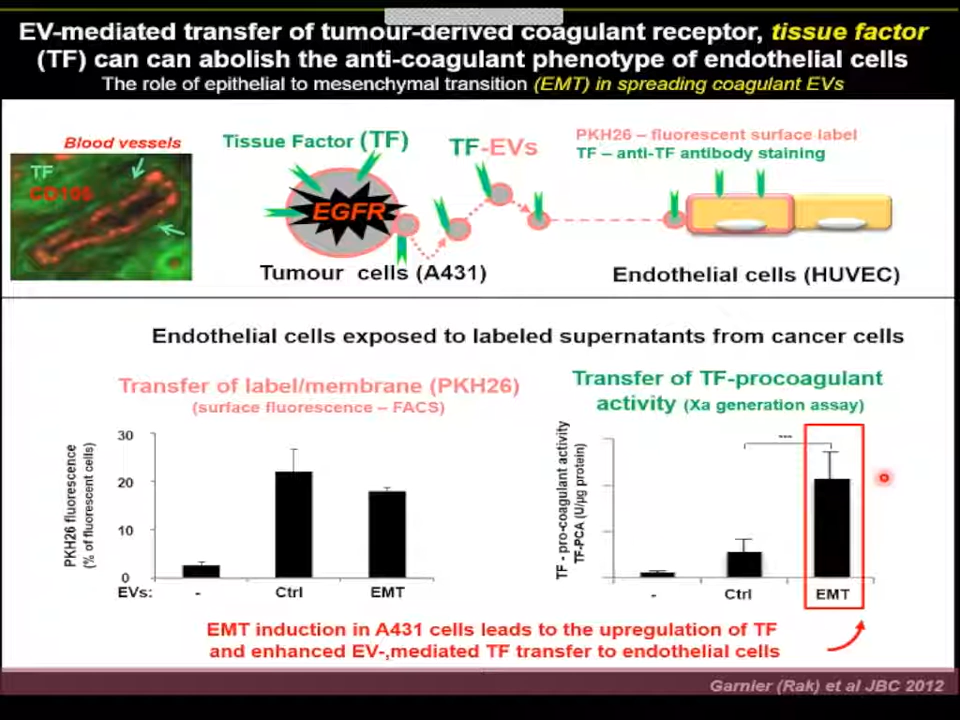 EV-mediated transfer of tumour-derived coagulant receptor, tissue factor
(TF) can can abolish the anti-coagulant phenotype of endothelial cells
The role of epithelial to mesenchymal transition (EMT) in spreading coagulant EVs
Blood vessels
TF
CD105
Tissue Factor (TF)
EGFR
Tumour cells (A431)
TF-EVs
PKH26 – fluorescent surface label
TF – anti-TF antibody staining
Endothelial cells (HUVEC)
Endothelial cells exposed to labeled supernatants from cancer cells
Transfer of label/membrane (PKH26)
(surface fluorescence – FACS)
PKH26 fluorescence
(% of fluorescent cells)
30
20
10
0
EVs: - Ctrl EMT
Transfer of TF-procoagulant
activity (Xa generation assay)
TF - pro-coagulant activity
TF-PCA (U/µg protein)
- Ctrl EMT
EMT induction in A431 cells leads to the upregulation of TF
and enhanced EV-,mediated TF transfer to endothelial cells
Garnier (Rak) et al JBC 2012